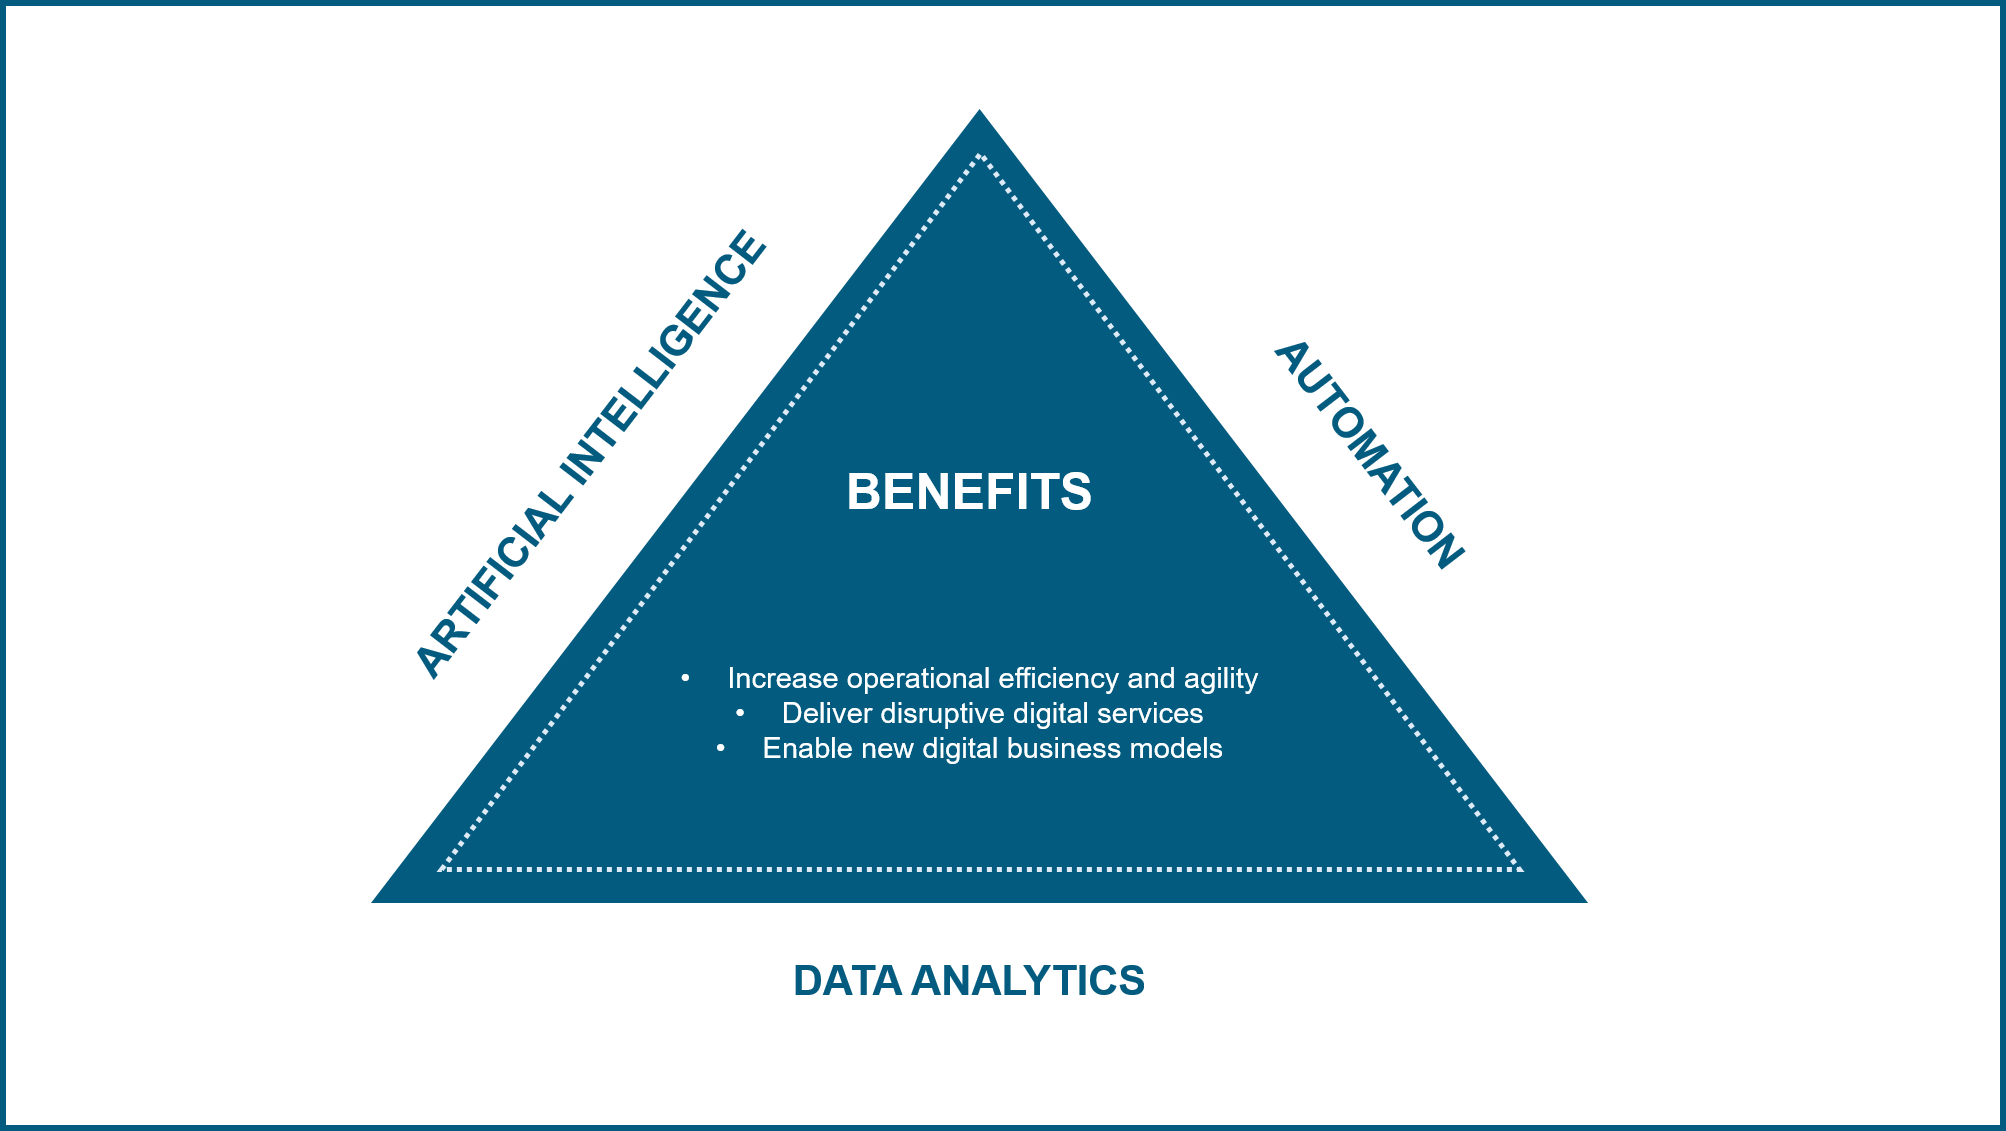 ARTIFICIAL INTELLIGENCE
AUTOMATION
BENEFITS
• Increase operational efficiency and agility
• Deliver disruptive digital services
• Enable new digital business models
DATA ANALYTICS